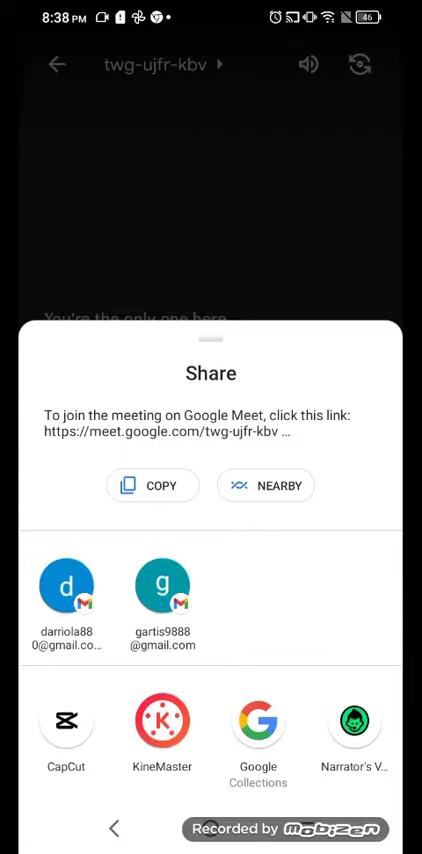 8:38 PM
46
twg-ujfr-kbv
You're the only one here
Share
To join the meeting on Google Meet, click this link:
https://meet.google.com/twg-ujfr-kbv ...
COPY
NEARBY
d
g
darriola88
0@gmail.co...
gartis9888
@gmail.com
K
G
CapCut
KineMaster
Google
Collections
Narrator's V...
Recorded by MOBIZEN